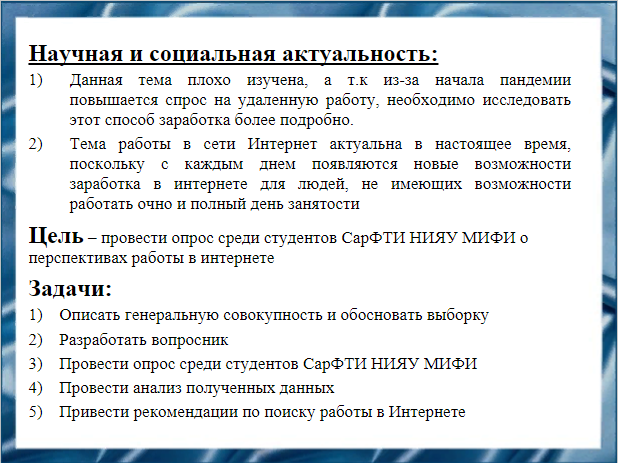 Научная и социальная актуальность:
1) Данная тема плохо изучена, а т.к из-за начала пандемии
повышается спрос на удаленную работу, необходимо исследовать
этот способ заработка более подробно.
2) Тема работы в сети Интернет актуальна в настоящее время,
поскольку с каждым днем появляются новые возможности
заработка в интернете для людей, не имеющих возможности
работать очно и полный день занятости
Цель – провести опрос среди студентов СарФТИ НИЯУ МИФИ о
перспективах работы в интернете
Задачи:
1) Описать генеральную совокупность и обосновать выборку
2) Разработать вопросник
3) Провести опрос среди студентов СарФТИ НИЯУ МИФИ
4) Провести анализ полученных данных
5) Привести рекомендации по поиску работы в Интернете